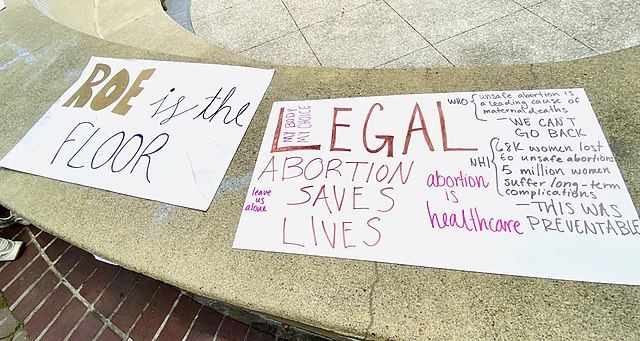 ROE is the
FLOOR
MY BODY
MY CHOICE
LEGAL
ABORTION
SAVES
LIVES
leave
us
alone
abortion
is
healthcare
WHO { unsafe abortion is
a leading cause of
maternal deaths
— WE CAN'T
GO BACK
NHI { 68K women lost
to unsafe abortions
5 million women
suffer long-term
complications
— THIS WAS
PREVENTABLE